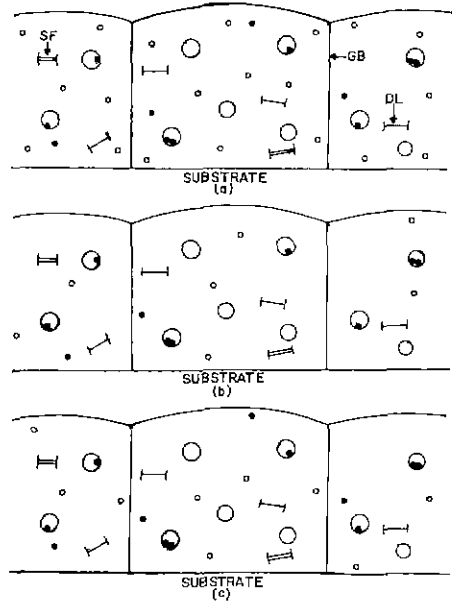 SF
GB
DL
SUBSTRATE
(a)
SUBSTRATE
(b)
SUBSTRATE
(c)